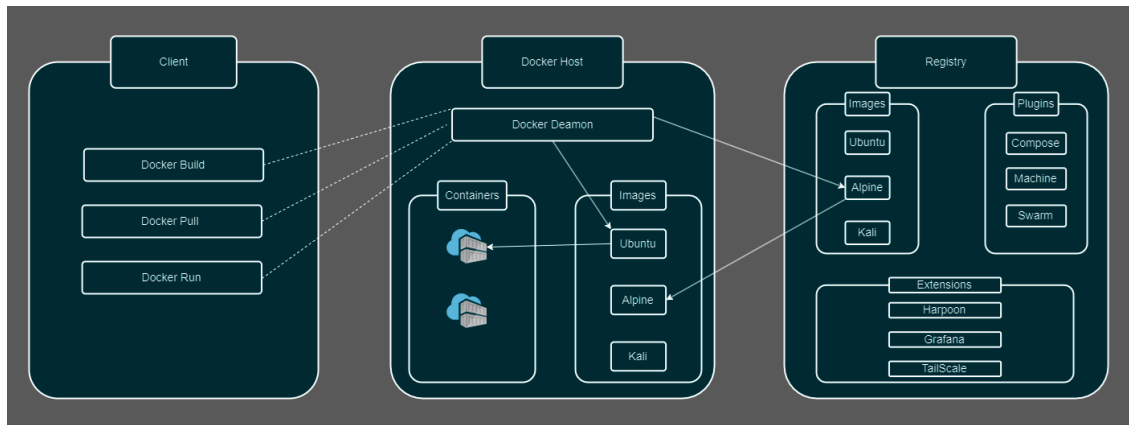 Client
Docker Build
Docker Pull
Docker Run
Docker Host
Docker Deamon
Containers
Images
Ubuntu
Alpine
Kali
Registry
Images
Ubuntu
Alpine
Kali
Plugins
Compose
Machine
Swarm
Extensions
Harpoon
Grafana
TailScale